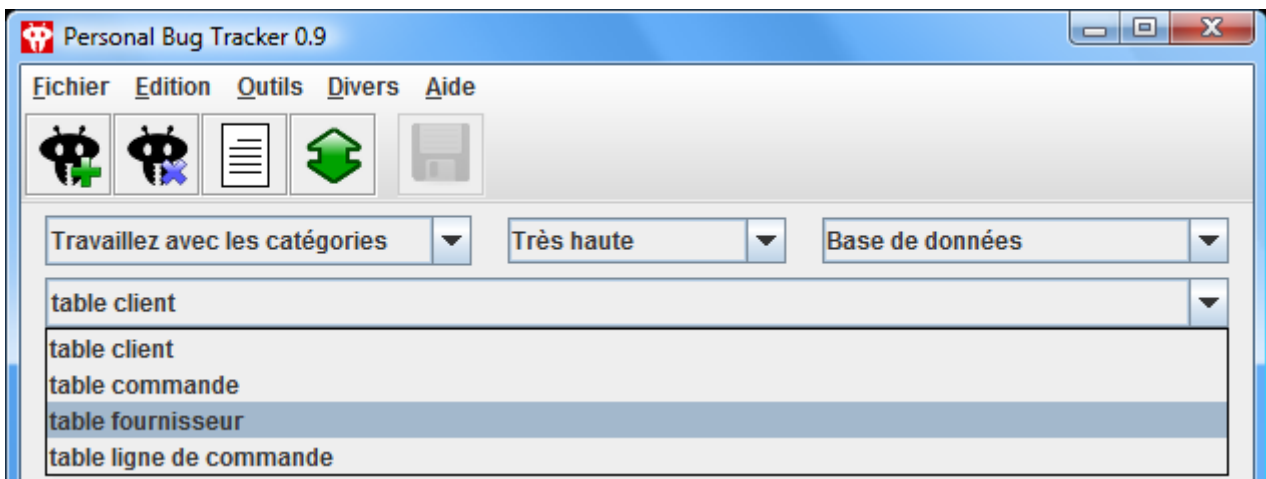 Personal Bug Tracker 0.9
Fichier Edition Outils Divers Aide
Travaillez avec les catégories Très haute Base de données
table client
table client
table commande
table fournisseur
table ligne de commande